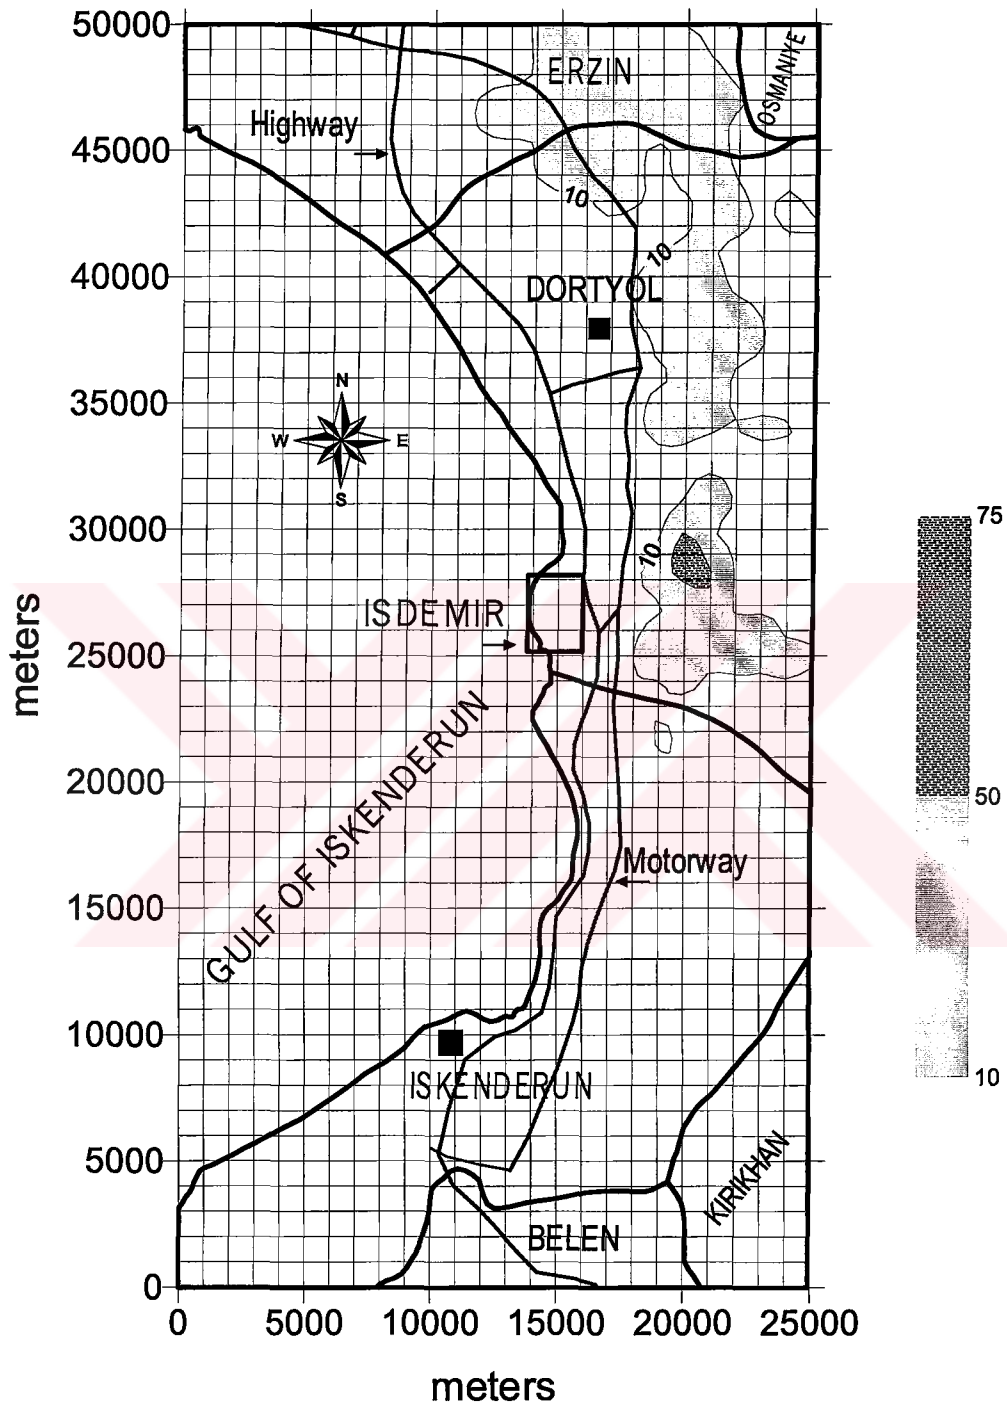 50000
ERZIN
OSMANIYE
Highway
45000
10
10
40000
DORTYOL
N
35000
W E
S
30000
75
10
ISDEMIR
25000
meters
GULF OF ISKENDERUN
20000
50
Motorway
15000
10000
ISKENDERUN
10
5000
KIRIKHAN
BELEN
0
0 5000 10000 15000 20000 25000
meters